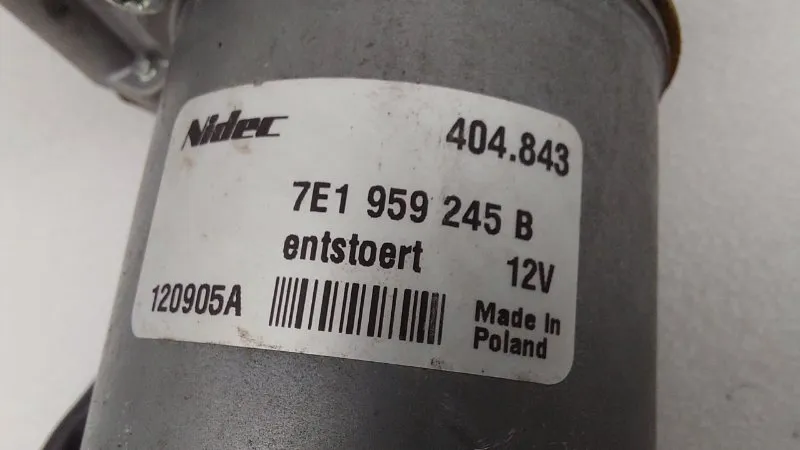 Nidec 404.843
7E1 959 245 B
entstoert 12V
120905A
Made in
Poland